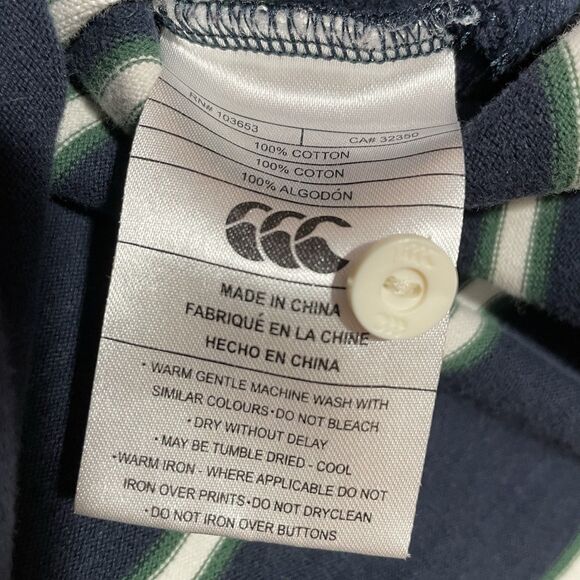 RN# 103653 CA# 32350
100% COTTON
100% COTON
100% ALGODÓN
MADE IN CHINA
FABRIQUÉ EN LA CHINE
HECHO EN CHINA
• WARM GENTLE MACHINE WASH WITH
SIMILAR COLOURS • DO NOT BLEACH
• DRY WITHOUT DELAY
• MAY BE TUMBLE DRIED - COOL
• WARM IRON - WHERE APPLICABLE DO NOT
IRON OVER PRINTS • DO NOT DRYCLEAN
• DO NOT IRON OVER BUTTONS